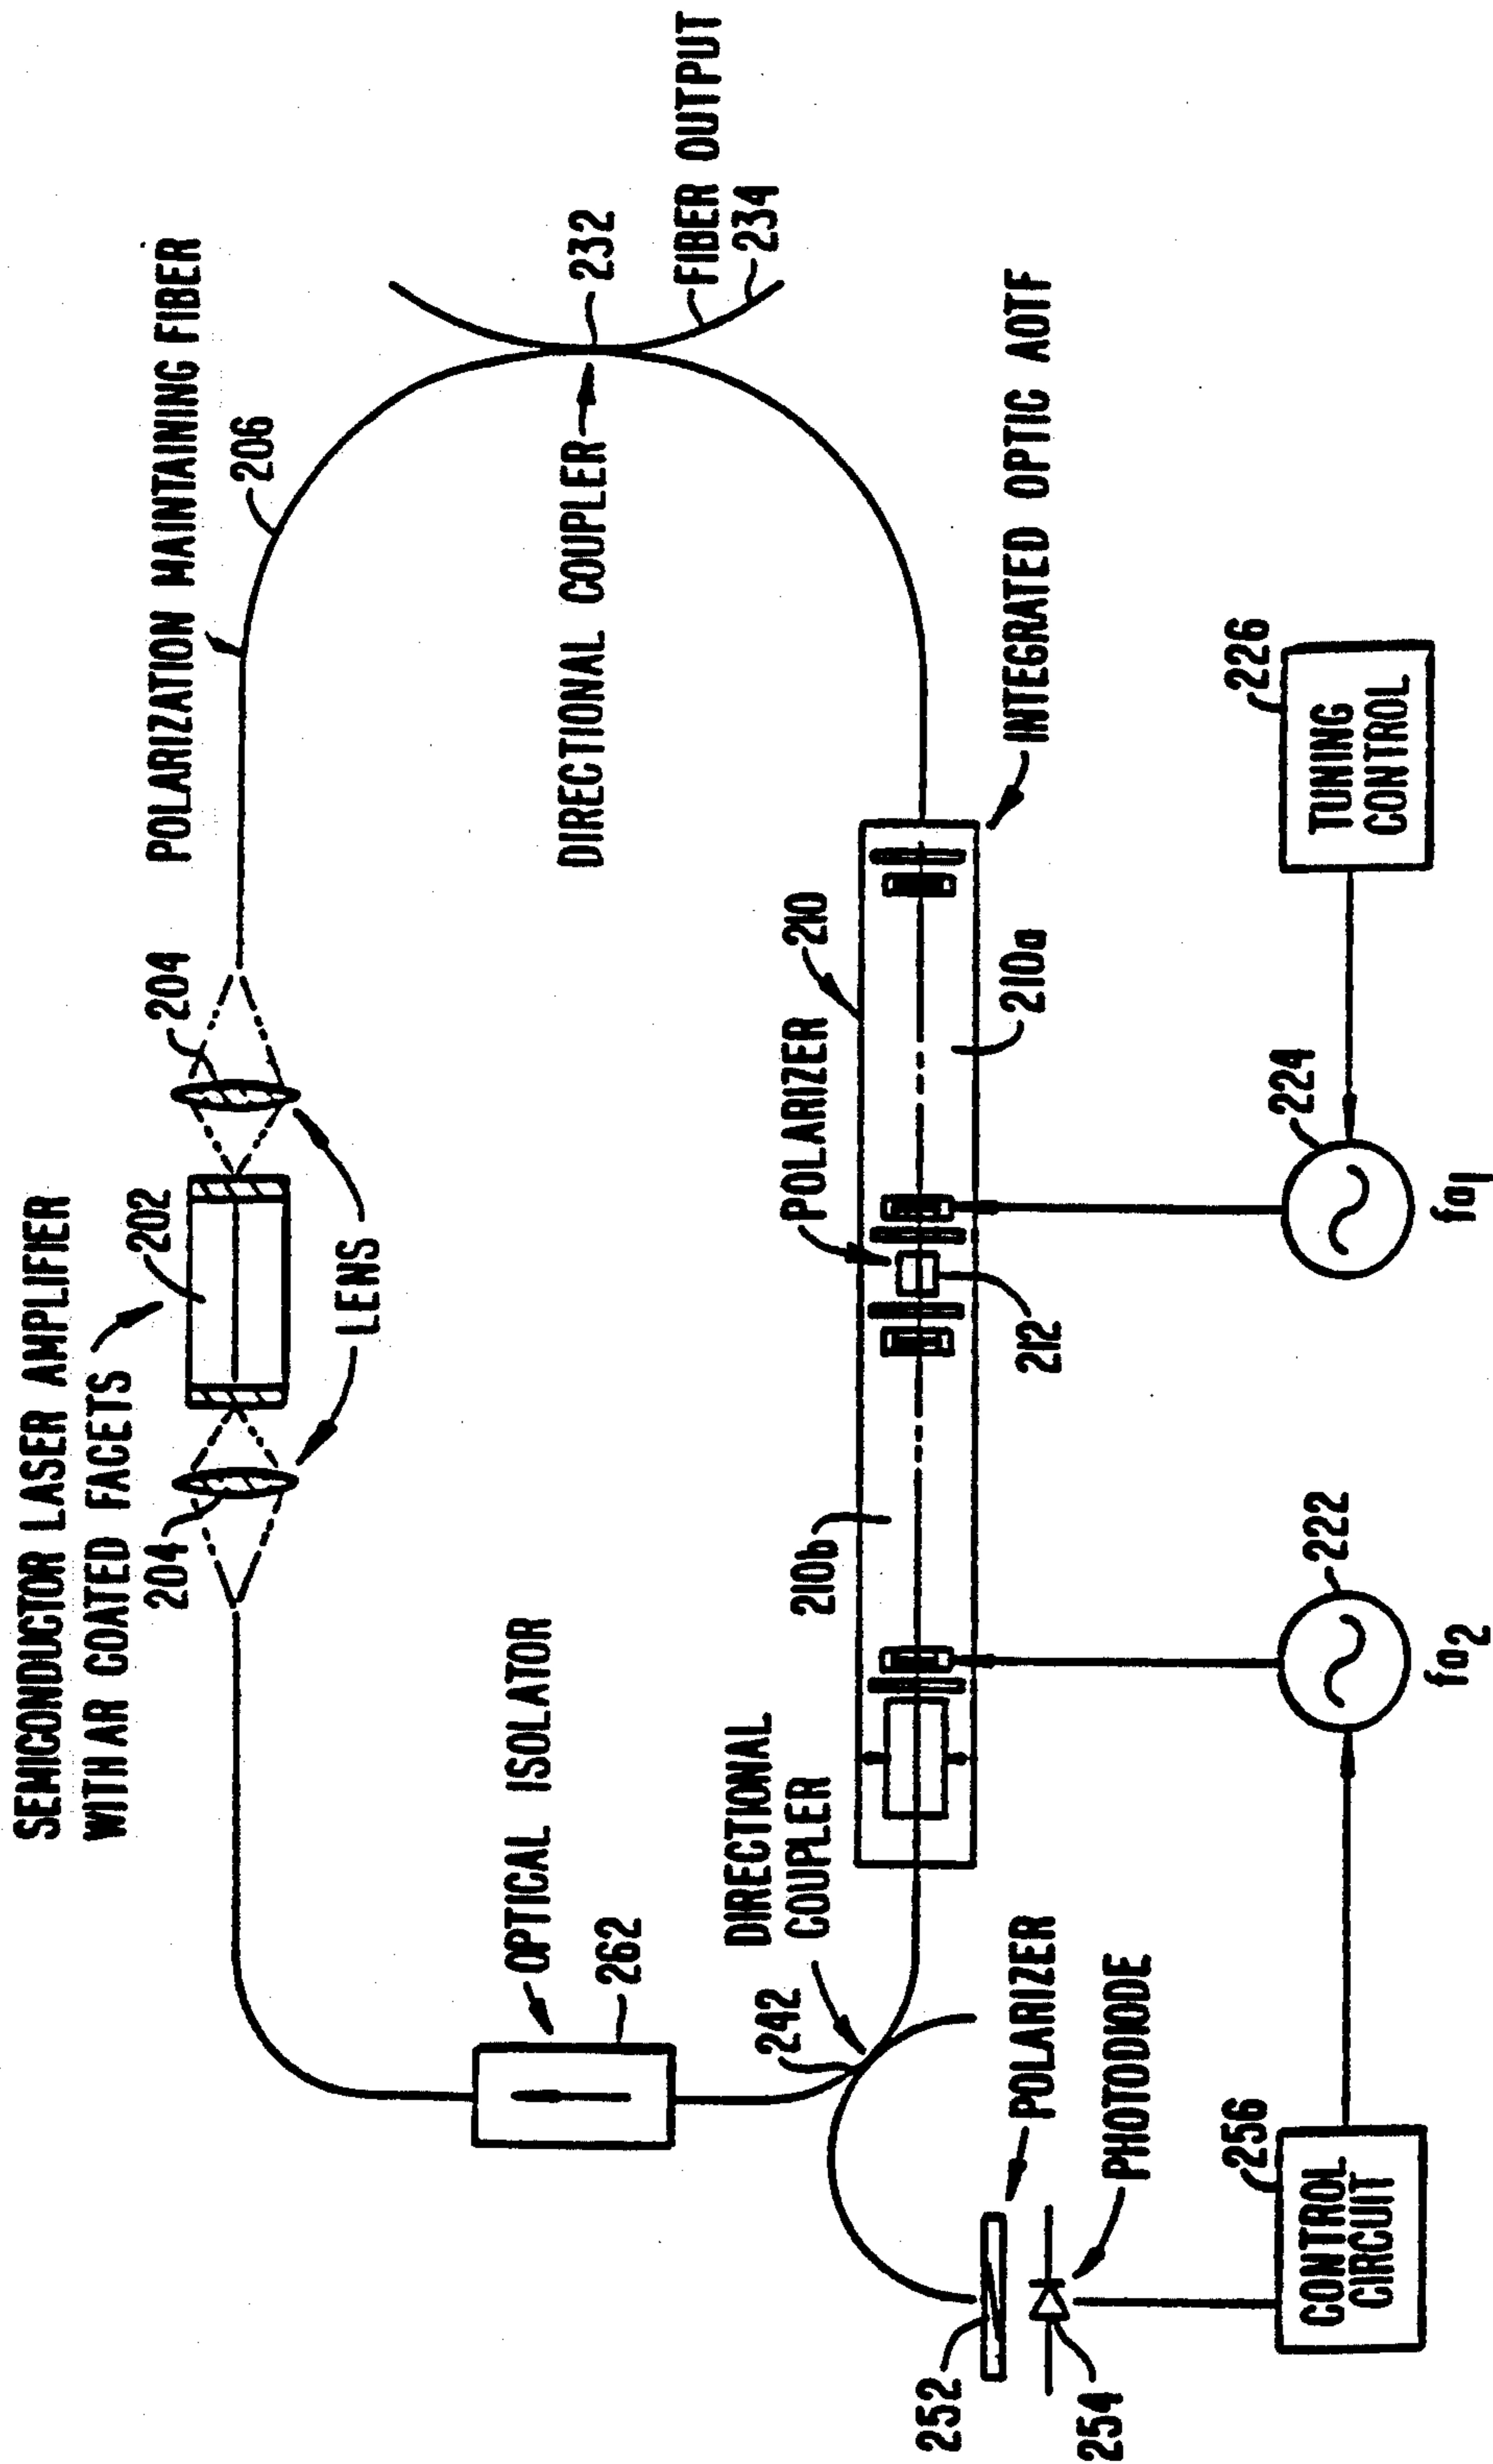 SEMICONDUCTOR LASER AMPLIFIER
WITH AR COATED FACETS
202
204
204
LENS
POLARIZATION MAINTAINING FIBER
206
OPTICAL ISOLATOR
262
DIRECTIONAL COUPLER
232
FIBER OUTPUT
234
242
DIRECTIONAL
COUPLER
POLARIZER
210
210b
212
210a
INTEGRATED OPTIC AOTF
252
POLARIZER
254
PHOTODIODE
256
CONTROL
CIRCUIT
222
fa2
224
fa1
226
TUNING
CONTROL